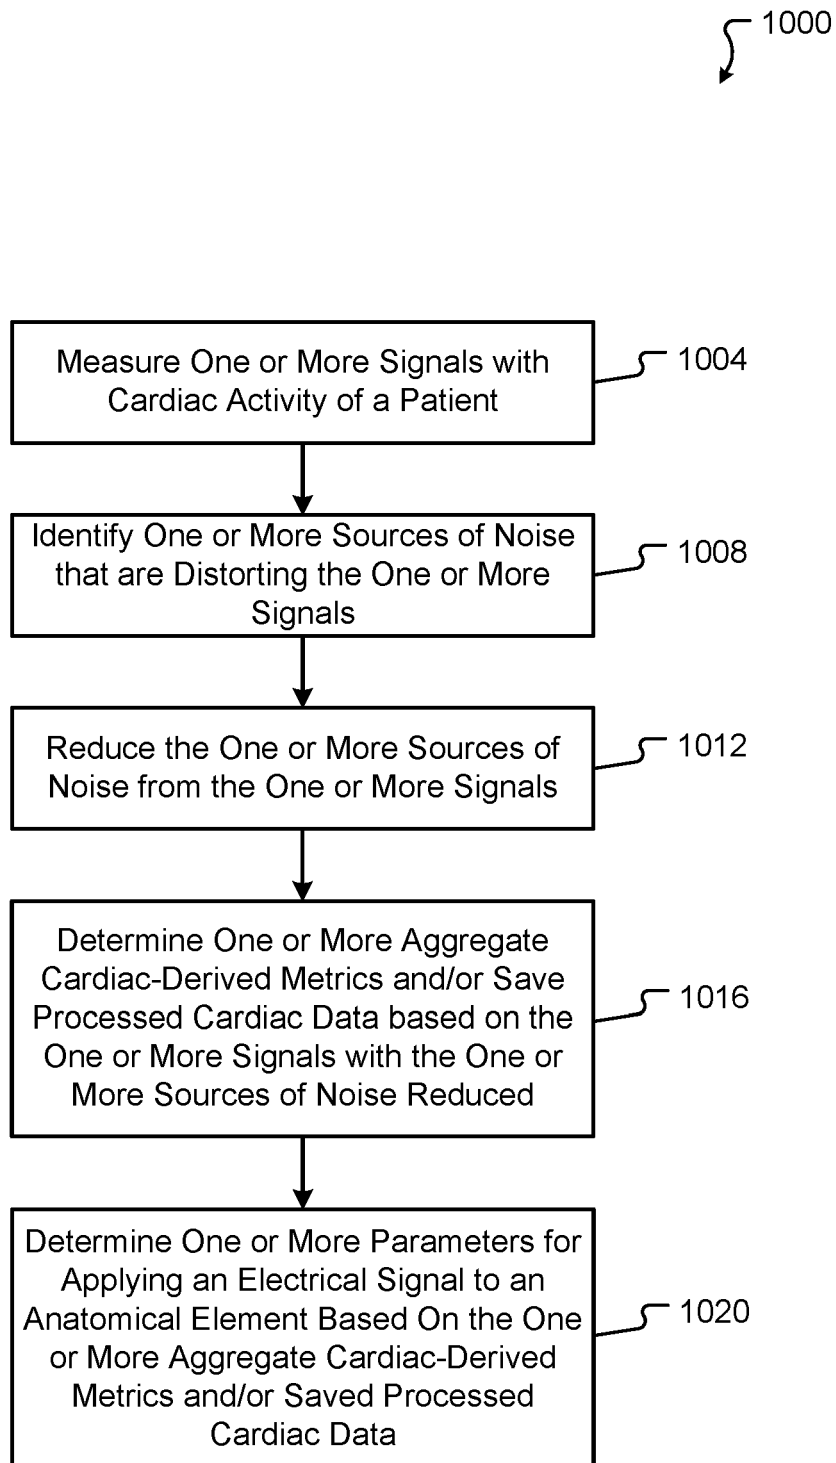 1000
Measure One or More Signals with
Cardiac Activity of a Patient
1004
Identify One or More Sources of Noise
that are Distorting the One or More
Signals
1008
Reduce the One or More Sources of
Noise from the One or More Signals
1012
Determine One or More Aggregate
Cardiac-Derived Metrics and/or Save
Processed Cardiac Data based on the
One or More Signals with the One or
More Sources of Noise Reduced
1016
Determine One or More Parameters for
Applying an Electrical Signal to an
Anatomical Element Based On the One
or More Aggregate Cardiac-Derived
Metrics and/or Saved Processed
Cardiac Data
1020